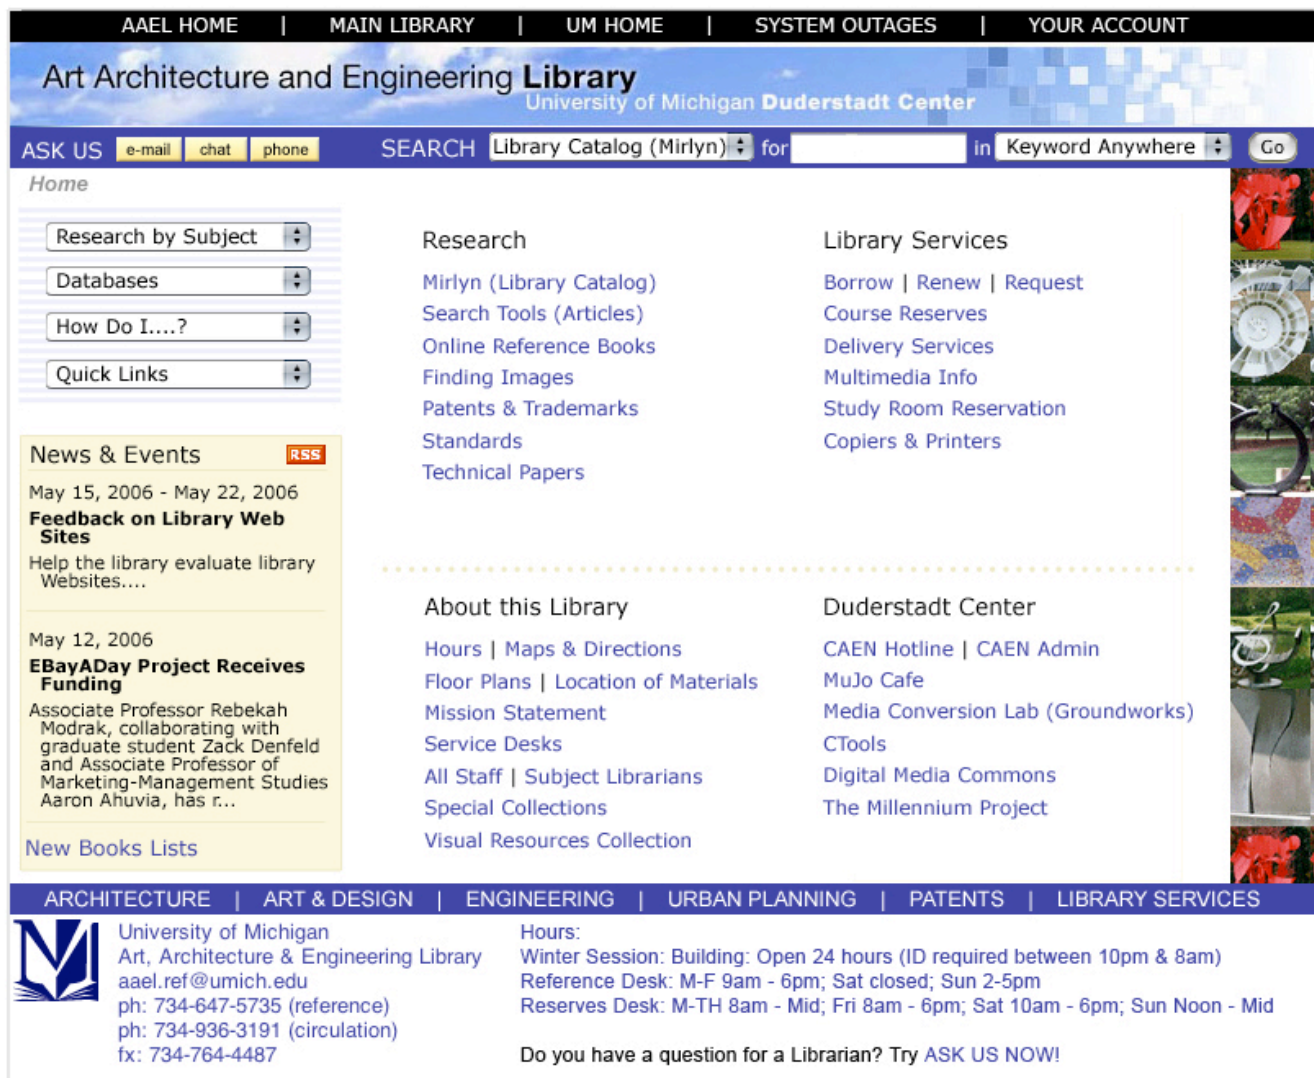 AAEL HOME | MAIN LIBRARY | UM HOME | SYSTEM OUTAGES | YOUR ACCOUNT
Art Architecture and Engineering Library
University of Michigan Duderstadt Center
ASK US e-mail chat phone SEARCH Library Catalog (Mirlyn) for in Keyword Anywhere Go
Home
Research by Subject
Databases
How Do I....?
Quick Links
News & Events RSS
May 15, 2006 - May 22, 2006
Feedback on Library Web
Sites
Help the library evaluate library
Websites....
May 12, 2006
EBayADay Project Receives
Funding
Associate Professor Rebekah
Modrak, collaborating with
graduate student Zack Denfeld
and Associate Professor of
Marketing-Management Studies
Aaron Ahuvia, has r...
New Books Lists
Research
Mirlyn (Library Catalog)
Search Tools (Articles)
Online Reference Books
Finding Images
Patents & Trademarks
Standards
Technical Papers
Library Services
Borrow | Renew | Request
Course Reserves
Delivery Services
Multimedia Info
Study Room Reservation
Copiers & Printers
About this Library
Hours | Maps & Directions
Floor Plans | Location of Materials
Mission Statement
Service Desks
All Staff | Subject Librarians
Special Collections
Visual Resources Collection
Duderstadt Center
CAEN Hotline | CAEN Admin
MuJo Cafe
Media Conversion Lab (Groundworks)
CTools
Digital Media Commons
The Millennium Project
ARCHITECTURE | ART & DESIGN | ENGINEERING | URBAN PLANNING | PATENTS | LIBRARY SERVICES
University of Michigan
Art, Architecture & Engineering Library
aael.ref@umich.edu
ph: 734-647-5735 (reference)
ph: 734-936-3191 (circulation)
fx: 734-764-4487
Hours:
Winter Session: Building: Open 24 hours (ID required between 10pm & 8am)
Reference Desk: M-F 9am - 6pm; Sat closed; Sun 2-5pm
Reserves Desk: M-TH 8am - Mid; Fri 8am - 6pm; Sat 10am - 6pm; Sun Noon - Mid
Do you have a question for a Librarian? Try ASK US NOW!